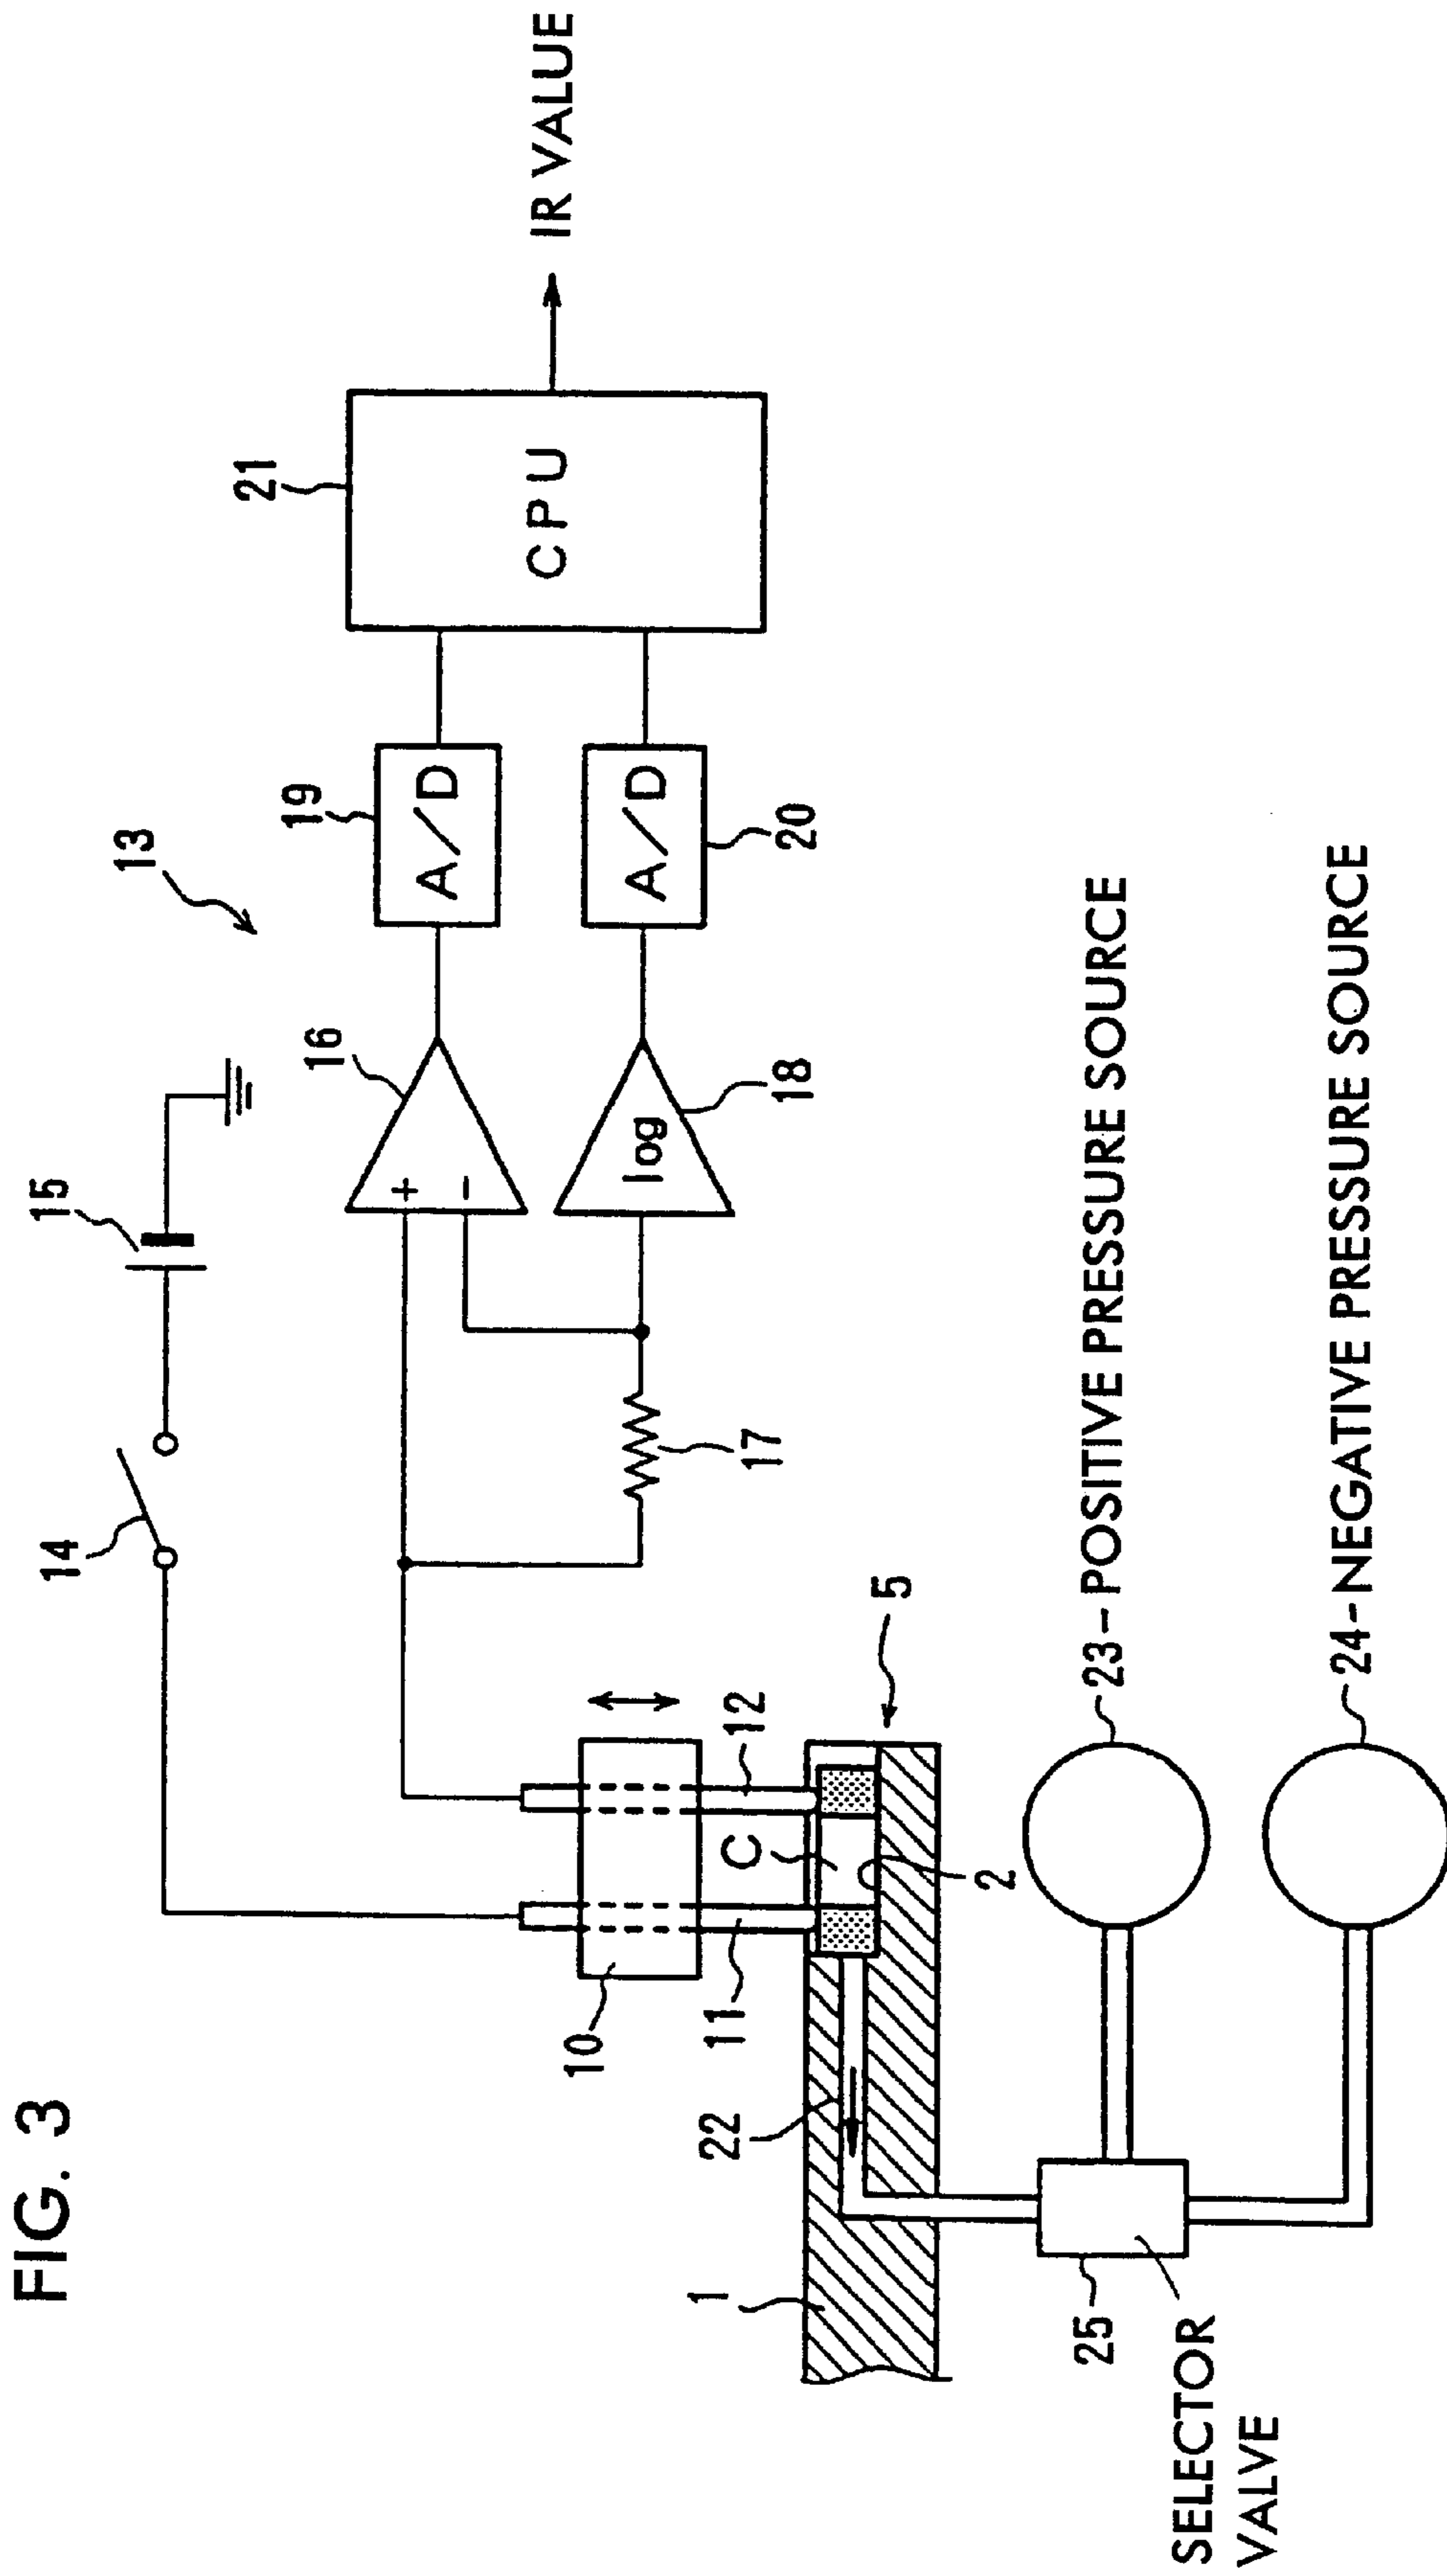 FIG. 3
14
15
13
16
19
21
+
−
A/D
CPU
IR VALUE
log
18
A/D
20
17
10
11
C
12
5
2
22
1
23-POSITIVE PRESSURE SOURCE
24-NEGATIVE PRESSURE SOURCE
25
SELECTOR
VALVE